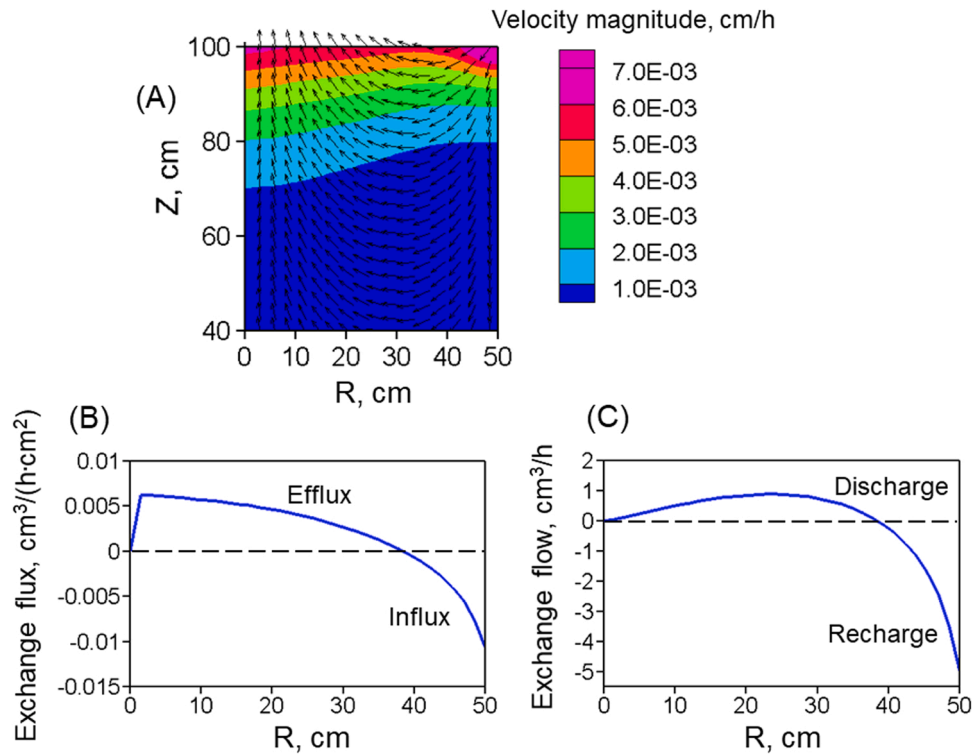 Velocity magnitude, cm/h
(A)
Z, cm
100
80
60
40
0 10 20 30 40 50
R, cm
7.0E-03
6.0E-03
5.0E-03
4.0E-03
3.0E-03
2.0E-03
1.0E-03
(B)
Exchange flux, cm³/(h·cm²)
0.01
0.005
0
-0.005
-0.01
-0.015
Efflux
Influx
0 10 20 30 40 50
R, cm
(C)
Exchange flow, cm³/h
2
1
0
-1
-2
-3
-4
-5
Discharge
Recharge
0 10 20 30 40 50
R, cm